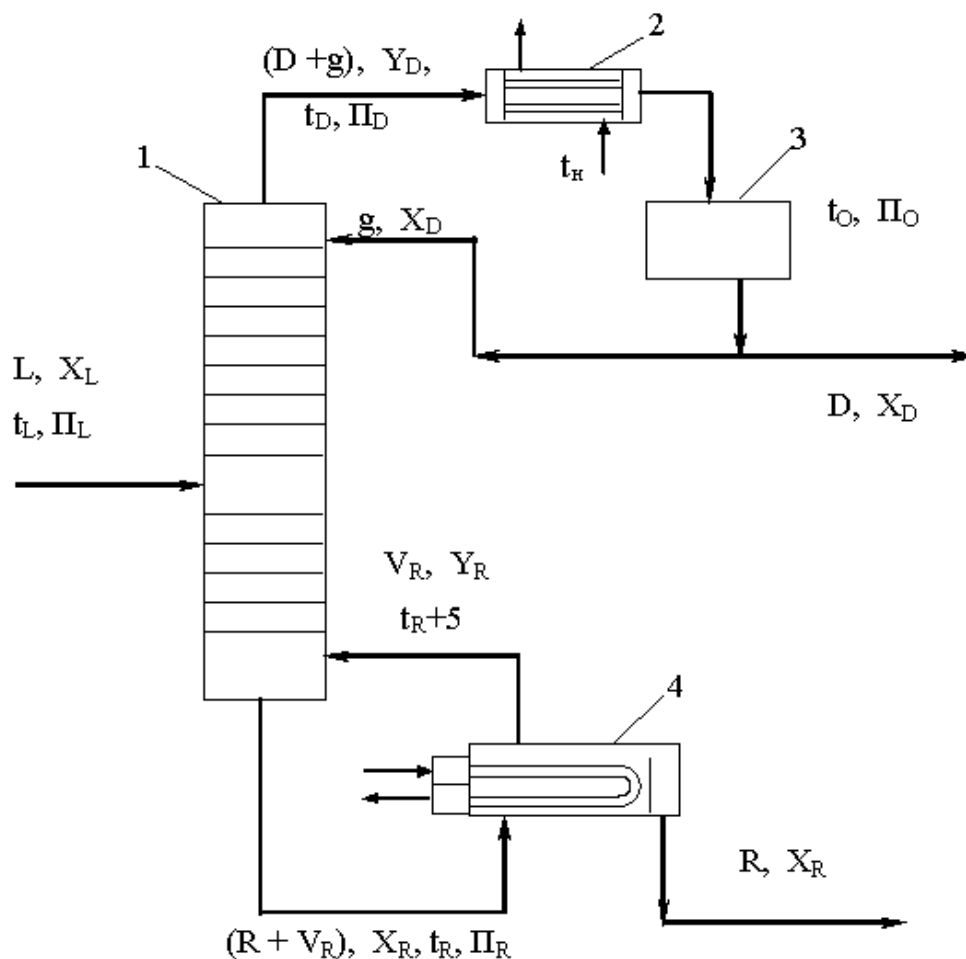 2
(D +g), Y_D,
t_D, П_D
1
3
t_н
t_O, П_O
g, X_D
L, X_L
t_L, П_L
D, X_D
V_R, Y_R
t_R+5
4
R, X_R
(R + V_R), X_R, t_R, П_R